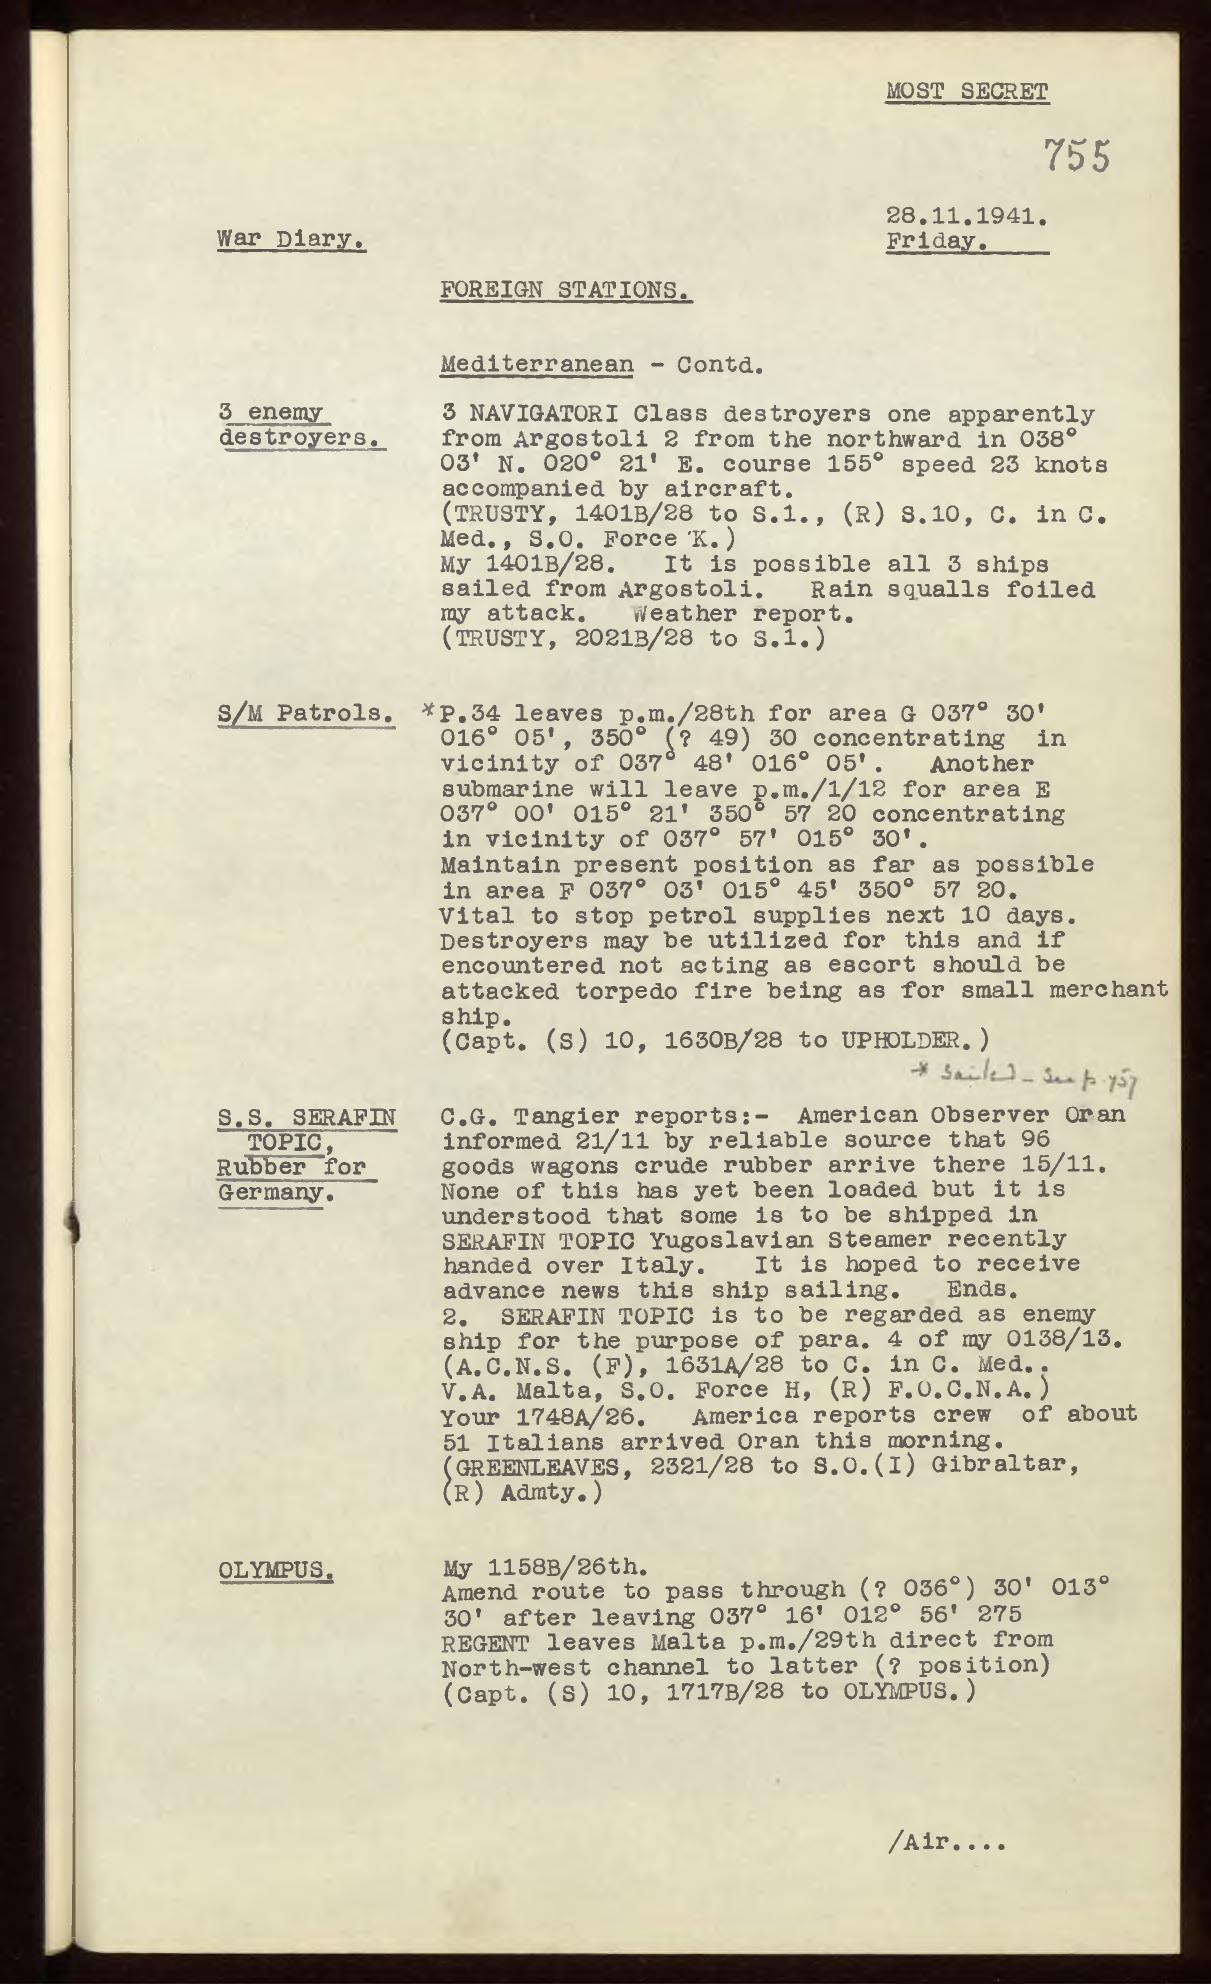 MOST SECRET
755
28.11.1941.
War Diary.
Friday.
FOREIGN STATIONS.
Mediterranean - Contd.
3 enemy
destroyers.
3 NAVIGATORI Class destroyers one apparently
from Argostoli 2 from the northward in 038°
03' N. 020° 21' E. course 155° speed 23 knots
accompanied by aircraft.
(TRUSTY, 1401B/28 to S.1., (R) S.10, C. in C.
Med., S.O. Force 'K.)
My 1401B/28. It is possible all 3 ships
sailed from Argostoli. Rain squalls foiled
my attack. Weather report.
(TRUSTY, 2021B/28 to S.1.)
S/M Patrols.
*P.34 leaves p.m./28th for area G 037° 30'
016° 05', 350° (? 49) 30 concentrating in
vicinity of 037° 48' 016° 05'. Another
submarine will leave p.m./1/12 for area E
037° 00' 015° 21' 350° 57 20 concentrating
in vicinity of 037° 57' 015° 30'.
Maintain present position as far as possible
in area F 037° 03' 015° 45' 350° 57 20.
Vital to stop petrol supplies next 10 days.
Destroyers may be utilized for this and if
encountered not acting as escort should be
attacked torpedo fire being as for small merchant
ship.
(Capt. (S) 10, 1630B/28 to UPHOLDER.)
* Sailed - See p. 757
S.S. SERAFIN
TOPIC,
Rubber for
Germany.
C.G. Tangier reports:- American Observer Oran
informed 21/11 by reliable source that 96
goods wagons crude rubber arrive there 15/11.
None of this has yet been loaded but it is
understood that some is to be shipped in
SERAFIN TOPIC Yugoslavian Steamer recently
handed over Italy. It is hoped to receive
advance news this ship sailing. Ends.
2. SERAFIN TOPIC is to be regarded as enemy
ship for the purpose of para. 4 of my 0138/13.
(A.C.N.S. (F), 1631A/28 to C. in C. Med.,
V.A. Malta, S.O. Force H, (R) F.O.C.N.A.)
Your 1748A/26. America reports crew of about
51 Italians arrived Oran this morning.
(GREENLEAVES, 2321/28 to S.O.(I) Gibraltar,
(R) Admty.)
OLYMPUS.
My 1158B/26th.
Amend route to pass through (? 036°) 30' 013°
30' after leaving 037° 16' 012° 56' 275
REGENT leaves Malta p.m./29th direct from
North-west channel to latter (? position)
(Capt. (S) 10, 1717B/28 to OLYMPUS.)
/Air....